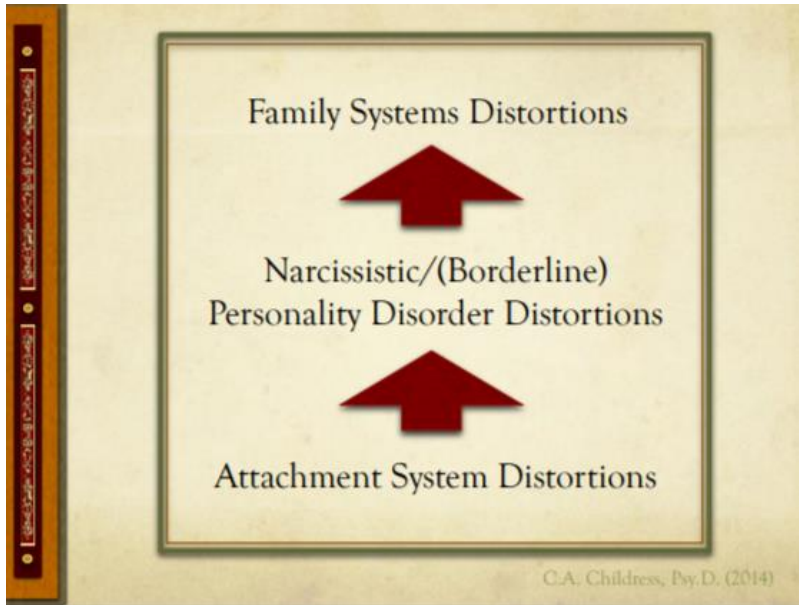 Family Systems Distortions
Narcissistic/(Borderline)
Personality Disorder Distortions
Attachment System Distortions
C.A. Childress, Psy.D. (2014)